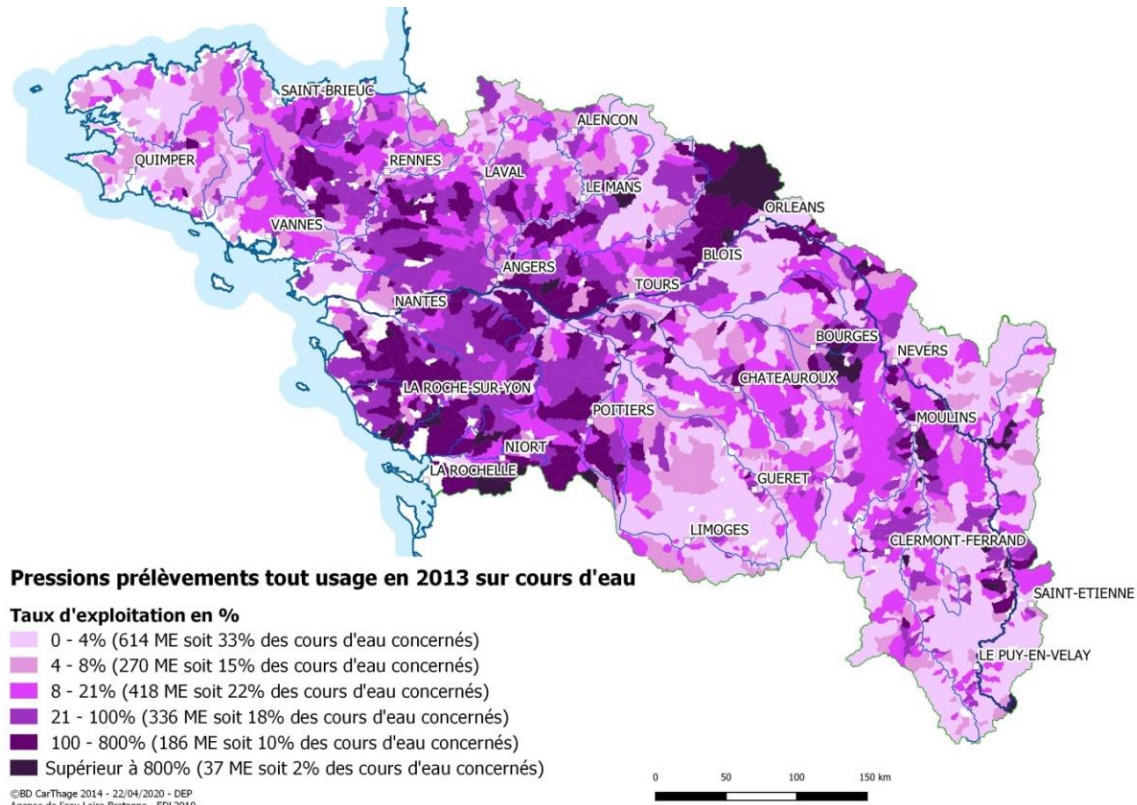 SAINT-BRIEUC
ALENCON
QUIMPER
RENNES
LAVAL
LE MANS
ORLEANS
VANNES
BLOIS
ANGERS
TOURS
NANTES
BOURGES
NEVERS
LA ROCHE-SUR-YON
CHATEAUROUX
POITIERS
MOULINS
NIORT
LA ROCHELLE
GUERET
LIMOGES
CLERMONT-FERRAND
SAINT-ETIENNE
LE PUY-EN-VELAY
Pressions prélèvements tout usage en 2013 sur cours d'eau
Taux d'exploitation en %
0 - 4% (614 ME soit 33% des cours d'eau concernés)
4 - 8% (270 ME soit 15% des cours d'eau concernés)
8 - 21% (418 ME soit 22% des cours d'eau concernés)
21 - 100% (336 ME soit 18% des cours d'eau concernés)
100 - 800% (186 ME soit 10% des cours d'eau concernés)
Supérieur à 800% (37 ME soit 2% des cours d'eau concernés)
0 50 100 150 km
©BD CarThage 2014 - 22/04/2020 - DEP
Agence de l'eau Loire-Bretagne - EDL2019